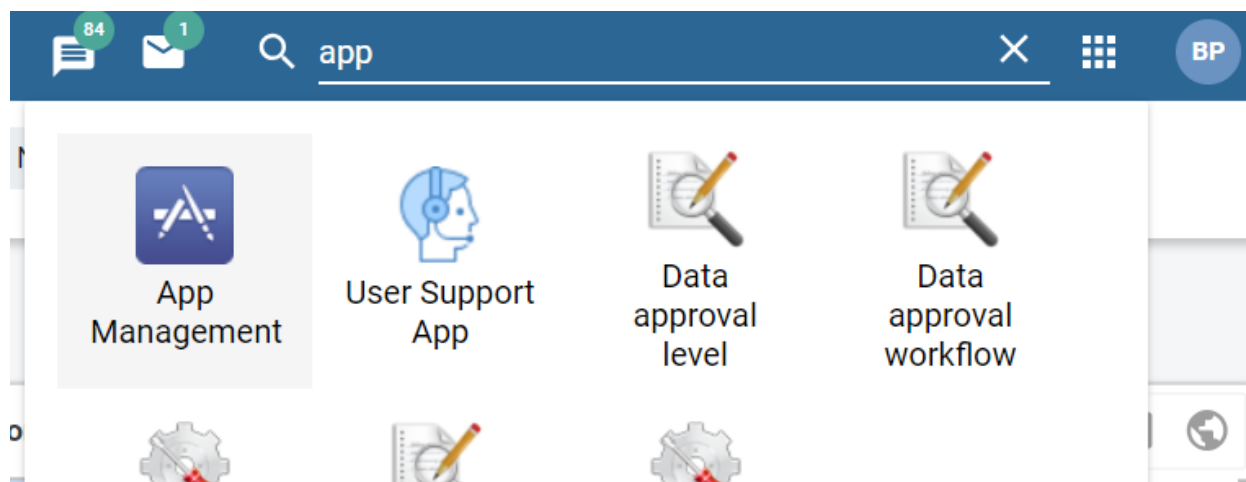 84
1
app
BP
App
Management
User Support
App
Data
approval
level
Data
approval
workflow